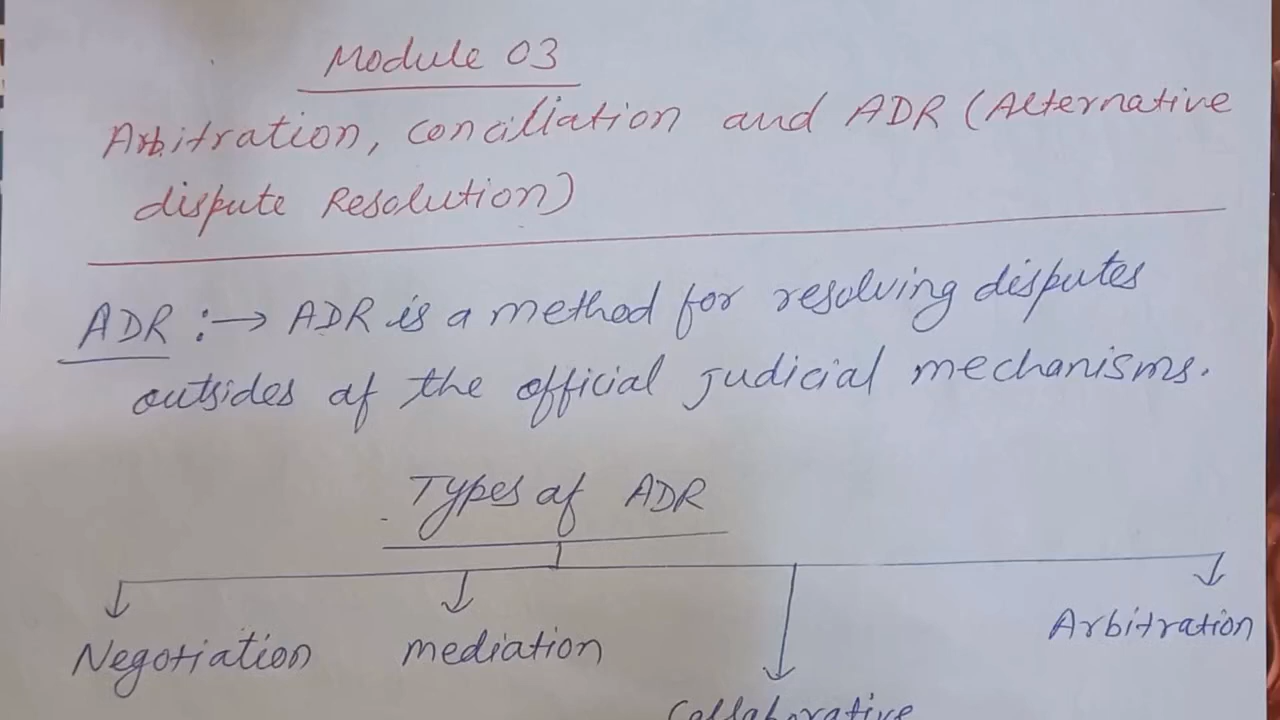 Module 03
Arbitration, conciliation and ADR (Alternative
dispute Resolution)
ADR :→ ADR is a method for resolving disputes
outsides of the official judicial mechanisms.
Types of ADR
Negotiation mediation Arbitration
Collaborative